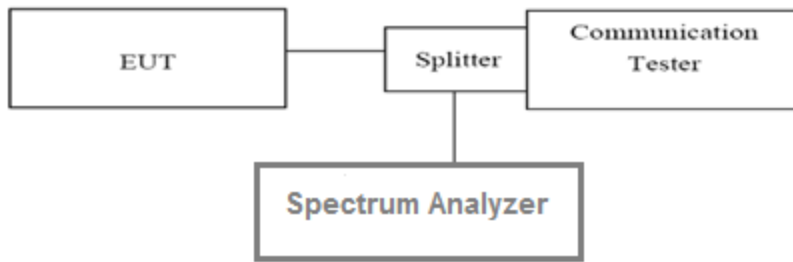 EUT
Splitter
Communication
Tester
Spectrum Analyzer